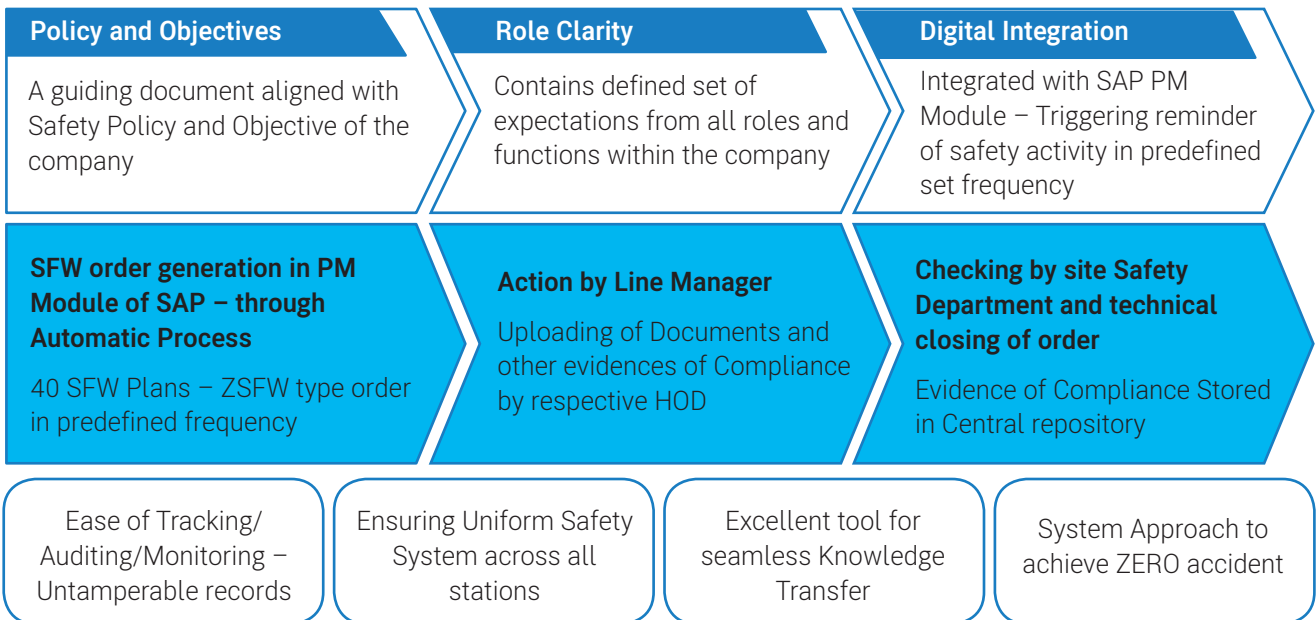 Policy and Objectives
A guiding document aligned with
Safety Policy and Objective of the
company
Role Clarity
Contains defined set of
expectations from all roles and
functions within the company
Digital Integration
Integrated with SAP PM
Module – Triggering reminder
of safety activity in predefined
set frequency
SFW order generation in PM
Module of SAP – through
Automatic Process
40 SFW Plans – ZSFW type order
in predefined frequency
Action by Line Manager
Uploading of Documents and
other evidences of Compliance
by respective HOD
Checking by site Safety
Department and technical
closing of order
Evidence of Compliance Stored
in Central repository
Ease of Tracking/
Auditing/Monitoring –
Untamperable records
Ensuring Uniform Safety
System across all
stations
Excellent tool for
seamless Knowledge
Transfer
System Approach to
achieve ZERO accident